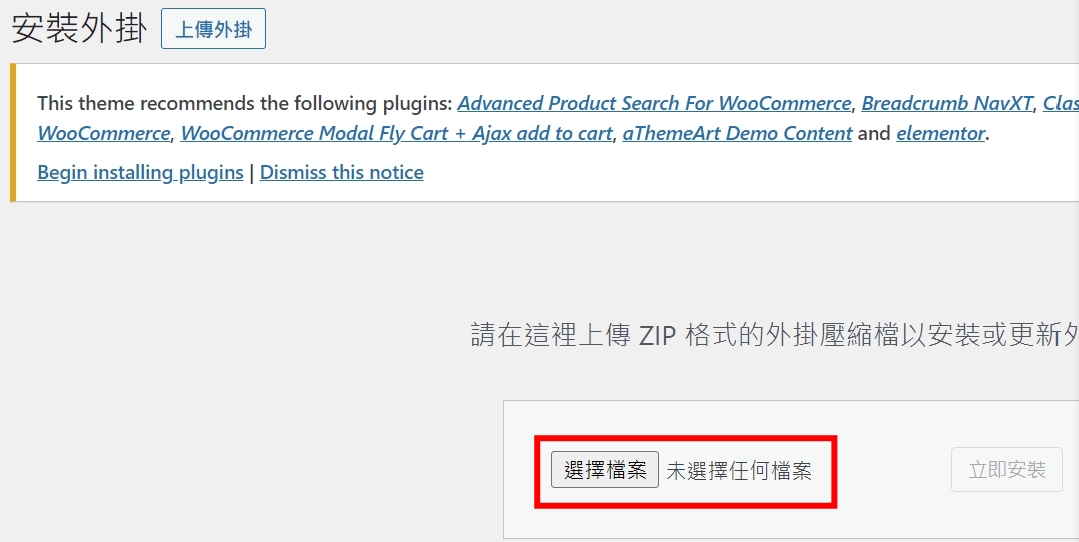 安裝外掛 上傳外掛
This theme recommends the following plugins: Advanced Product Search For WooCommerce, Breadcrumb NavXT,
WooCommerce, WooCommerce Modal Fly Cart + Ajax add to cart, aThemeArt Demo Content and elementor.
Begin installing plugins | Dismiss this notice
請在這裡上傳 ZIP 格式的外掛壓縮檔以安裝或更新
選擇檔案 未選擇任何檔案 立即安裝